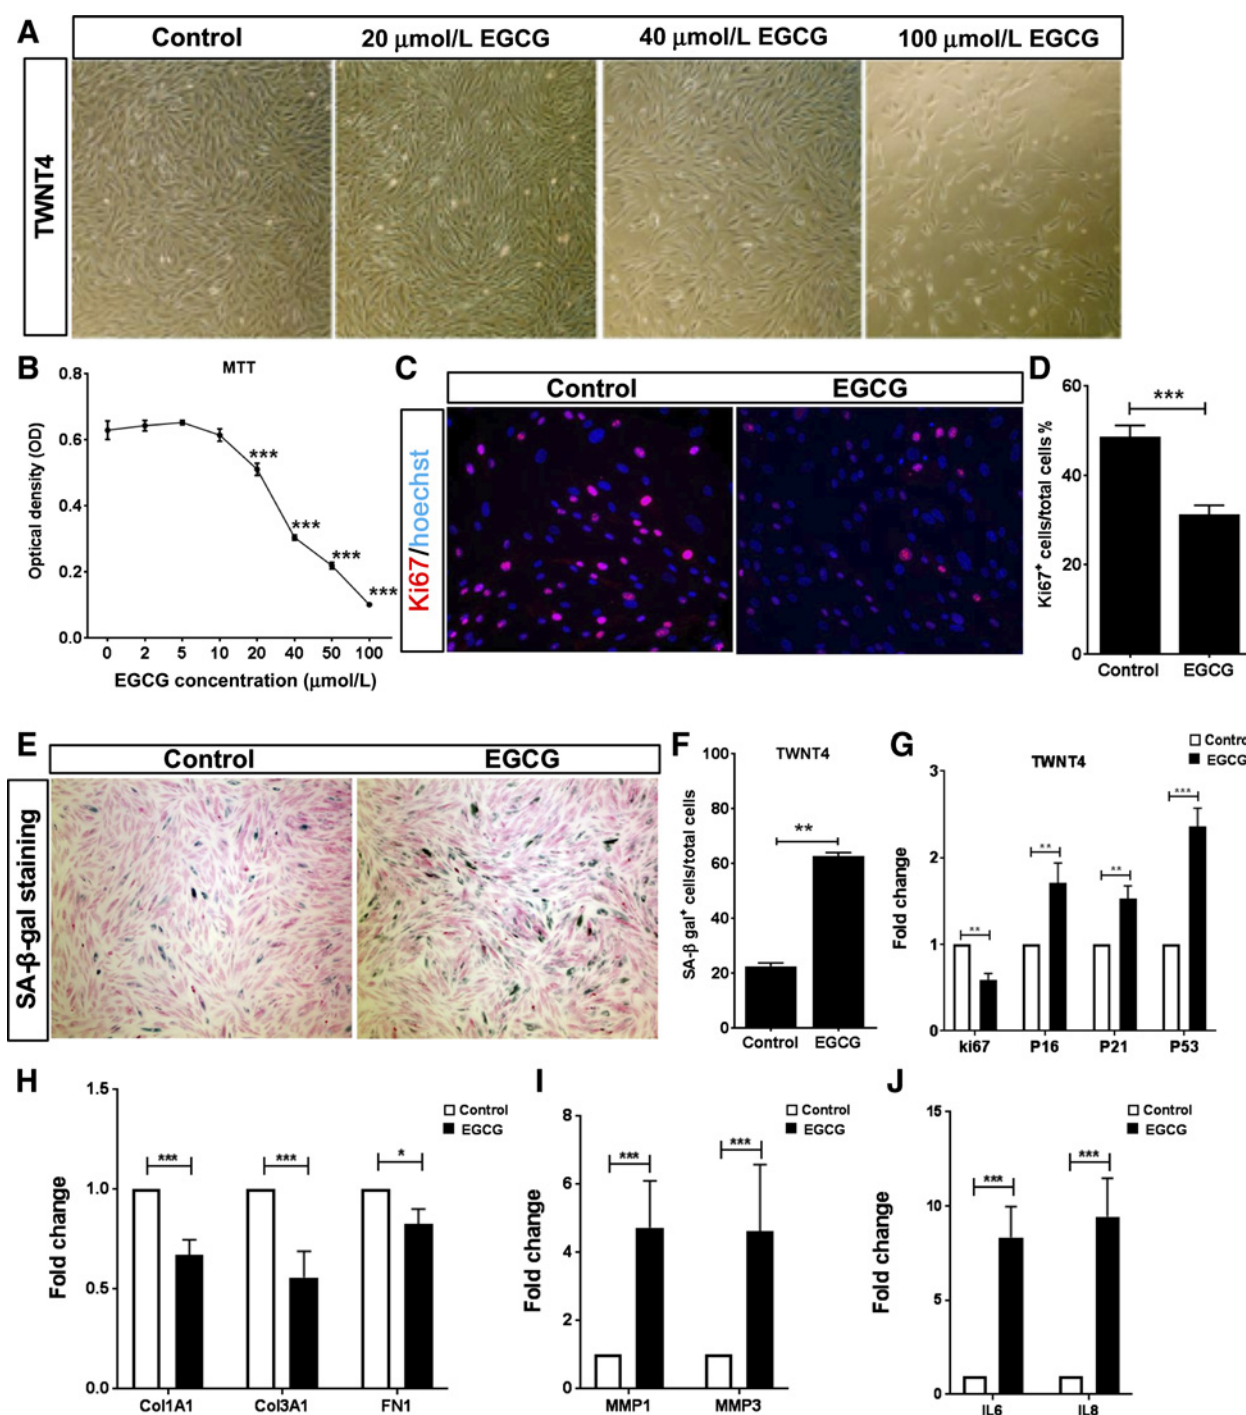 A
Control
20 μmol/L EGCG
40 μmol/L EGCG
100 μmol/L EGCG
TWNT4
B
MTT
Optical density (OD)
0.8
0.6
0.4
0.2
0.0
***
***
***
***
0 2 5 10 20 40 50 100
EGCG concentration (μmol/L)
C
Control
EGCG
Ki67/hoechst
D
Ki67+ cells/total cells %
60
40
20
0
***
Control EGCG
E
Control
EGCG
SA-β-gal staining
F
TWNT4
SA-β gal+ cells/total cells
100
80
60
40
20
0
**
Control EGCG
G
TWNT4
Control
EGCG
Fold change
3
2
1
0
**
**
**
***
ki67 P16 P21 P53
H
Control
EGCG
Fold change
1.5
1.0
0.5
0.0
***
***
*
Col1A1 Col3A1 FN1
I
Control
EGCG
Fold change
8
6
4
2
0
***
***
MMP1 MMP3
J
Control
EGCG
Fold change
15
10
5
0
***
***
IL6 IL8